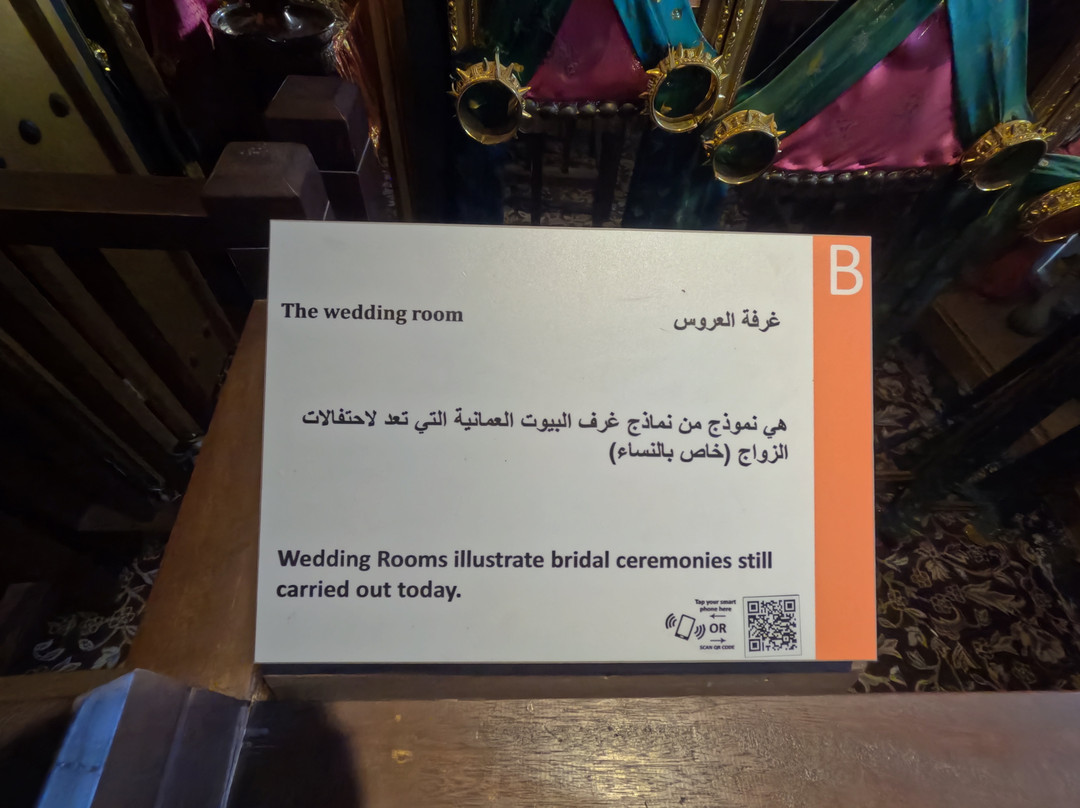 B
The wedding room
غرفة العروس
هي نموذج من نماذج غرف البيوت العمانية التي تعد لاحتفالات
الزواج (خاص بالنساء)
Wedding Rooms illustrate bridal ceremonies still
carried out today.
Tap your smart
phone here
OR
SCAN QR CODE